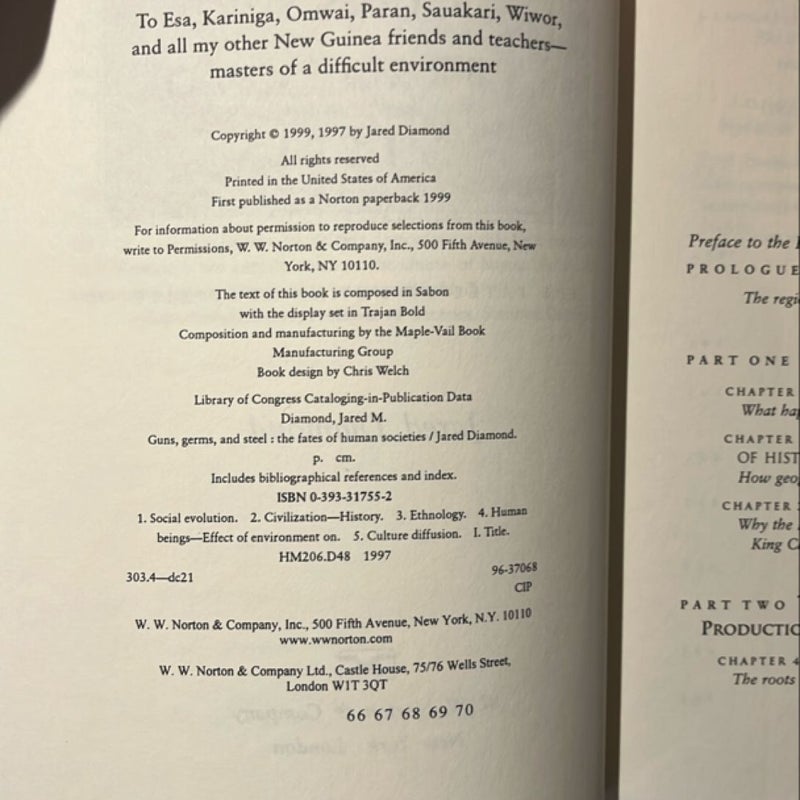 To Esa, Kariniga, Omwai, Paran, Sauakari, Wiwor,
and all my other New Guinea friends and teachers—
masters of a difficult environment
Copyright © 1999, 1997 by Jared Diamond
All rights reserved
Printed in the United States of America
First published as a Norton paperback 1999
For information about permission to reproduce selections from this book,
write to Permissions, W. W. Norton & Company, Inc., 500 Fifth Avenue, New
York, NY 10110.
The text of this book is composed in Sabon
with the display set in Trajan Bold
Composition and manufacturing by the Maple-Vail Book
Manufacturing Group
Book design by Chris Welch
Library of Congress Cataloging-in-Publication Data
Diamond, Jared M.
Guns, germs, and steel : the fates of human societies / Jared Diamond.
p. cm.
Includes bibliographical references and index.
ISBN 0-393-31755-2
1. Social evolution. 2. Civilization—History. 3. Ethnology. 4. Human
beings—Effect of environment on. 5. Culture diffusion. I. Title.
HM206.D48 1997
303.4—dc21 96-37068
CIP
W. W. Norton & Company, Inc., 500 Fifth Avenue, New York, N.Y. 10110
www.wwnorton.com
W. W. Norton & Company Ltd., Castle House, 75/76 Wells Street,
London W1T 3QT
66 67 68 69 70
Preface to the
PROLOGUE
The
PART ONE
CHAPTER
What
CHAPTER
OF
How
CHAPTER
Why the
King
PART TWO
CHAPTER 4
The roots